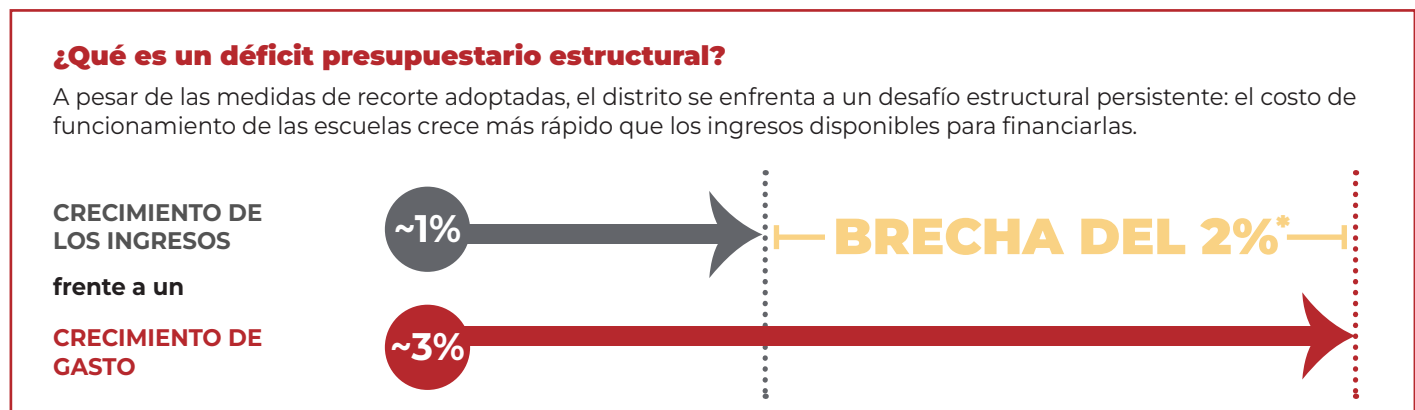 ¿Qué es un déficit presupuestario estructural?
A pesar de las medidas de recorte adoptadas, el distrito se enfrenta a un desafío estructural persistente: el costo de
funcionamiento de las escuelas crece más rápido que los ingresos disponibles para financiarlas.
CRECIMIENTO DE
LOS INGRESOS
~1%
BRECHA DEL 2%*
frente a un
CRECIMIENTO DE
GASTO
~3%